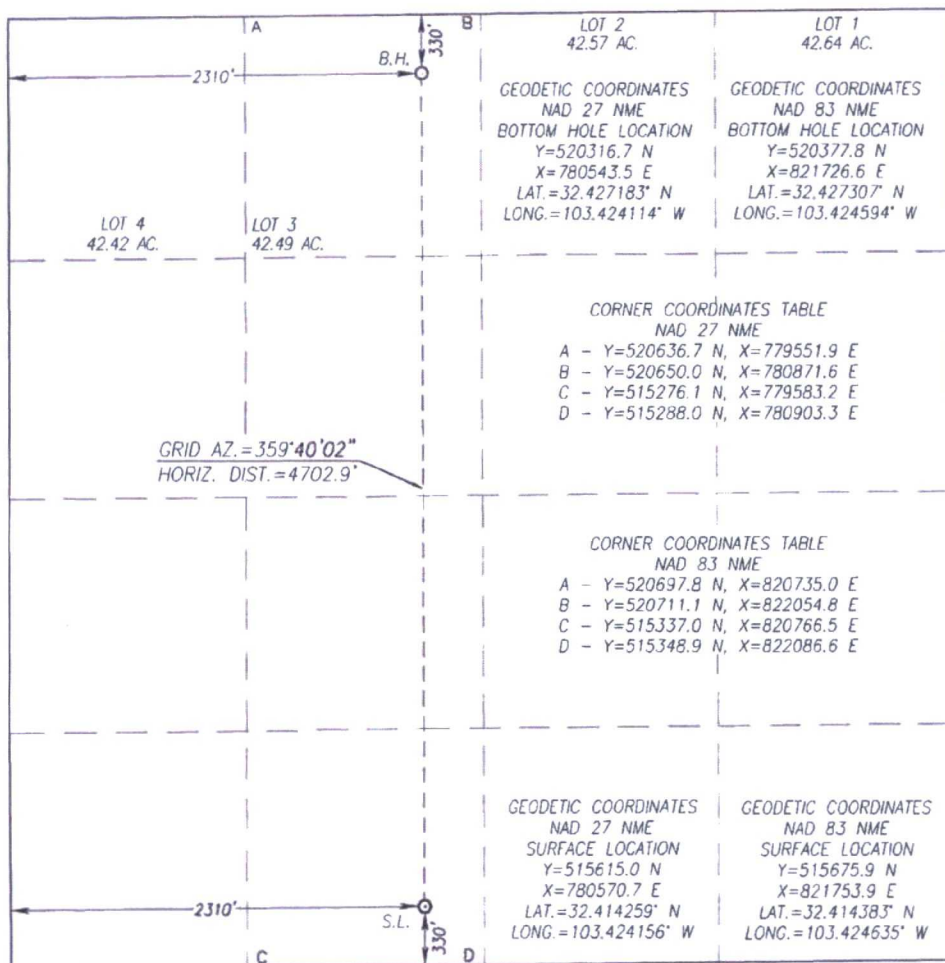 A
B
330'
B.H.
2310'
LOT 2
42.57 AC.
LOT 1
42.64 AC.
GEODETIC COORDINATES
NAD 27 NME
BOTTOM HOLE LOCATION
Y=520316.7 N
X=780543.5 E
LAT.=32.427183° N
LONG.=103.424114° W
GEODETIC COORDINATES
NAD 83 NME
BOTTOM HOLE LOCATION
Y=520377.8 N
X=821726.6 E
LAT.=32.427307° N
LONG.=103.424594° W
LOT 4
42.42 AC.
LOT 3
42.49 AC.
CORNER COORDINATES TABLE
NAD 27 NME
A - Y=520636.7 N, X=779551.9 E
B - Y=520650.0 N, X=780871.6 E
C - Y=515276.1 N, X=779583.2 E
D - Y=515288.0 N, X=780903.3 E
GRID AZ.=359°40'02"
HORIZ. DIST.=4702.9'
CORNER COORDINATES TABLE
NAD 83 NME
A - Y=520697.8 N, X=820735.0 E
B - Y=520711.1 N, X=822054.8 E
C - Y=515337.0 N, X=820766.5 E
D - Y=515348.9 N, X=822086.6 E
GEODETIC COORDINATES
NAD 27 NME
SURFACE LOCATION
Y=515615.0 N
X=780570.7 E
LAT.=32.414259° N
LONG.=103.424156° W
GEODETIC COORDINATES
NAD 83 NME
SURFACE LOCATION
Y=515675.9 N
X=821753.9 E
LAT.=32.414383° N
LONG.=103.424635° W
2310'
S.L.
330'
C
D